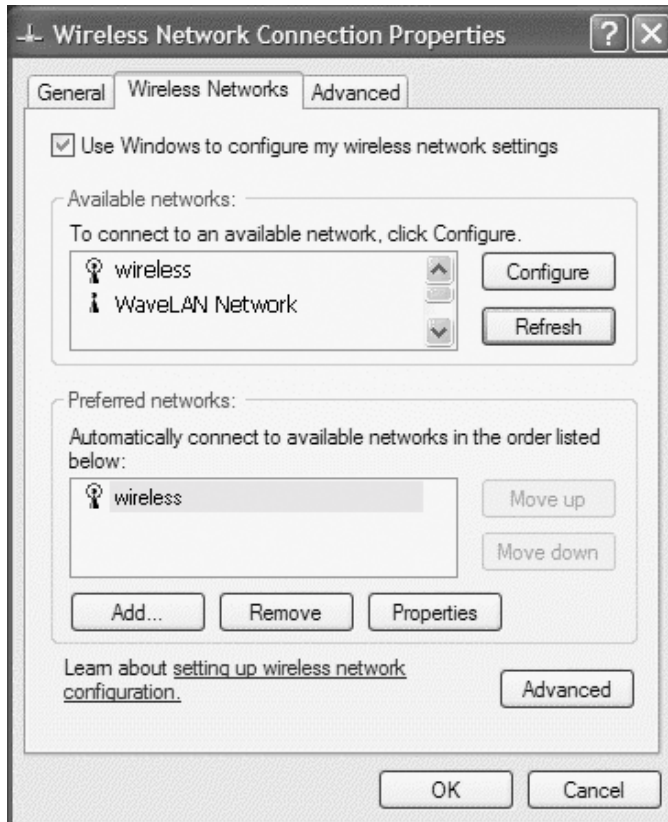 Wireless Network Connection Properties
General
Wireless Networks
Advanced
Use Windows to configure my wireless network settings
Available networks:
To connect to an available network, click Configure.
wireless
WaveLAN Network
Configure
Refresh
Preferred networks:
Automatically connect to available networks in the order listed
below:
wireless
Move up
Move down
Add...
Remove
Properties
Learn about setting up wireless network
configuration.
Advanced
OK
Cancel